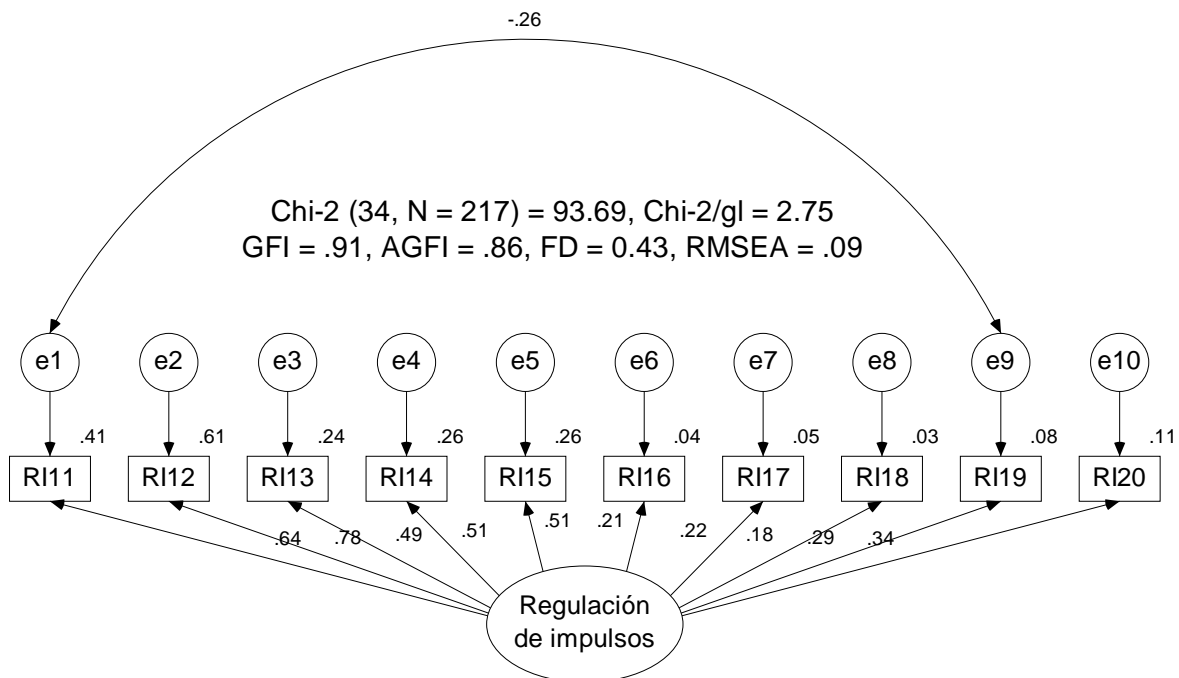 -.26
Chi-2 (34, N = 217) = 93.69, Chi-2/gl = 2.75
GFI = .91, AGFI = .86, FD = 0.43, RMSEA = .09
e1 e2 e3 e4 e5 e6 e7 e8 e9 e10
.41 .61 .24 .26 .26 .04 .05 .03 .08 .11
RI11 RI12 RI13 RI14 RI15 RI16 RI17 RI18 RI19 RI20
.64 .78 .49 .51 .51 .21 .22 .18 .29 .34
Regulación
de impulsos